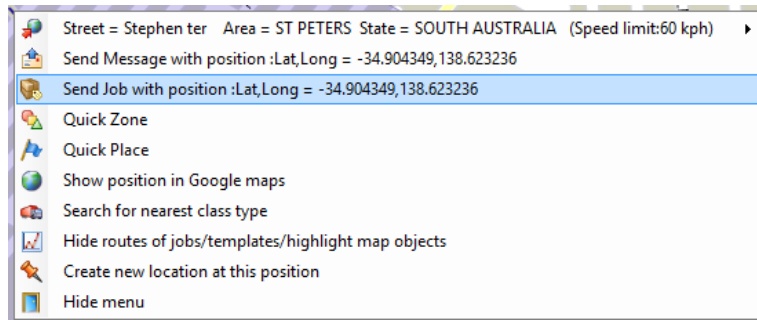 Street = Stephen ter   Area = ST PETERS  State = SOUTH AUSTRALIA   (Speed limit:60 kph)
Send Message with position :Lat,Long = -34.904349,138.623236
Send Job with position :Lat,Long = -34.904349,138.623236
Quick Zone
Quick Place
Show position in Google maps
Search for nearest class type
Hide routes of jobs/templates/highlight map objects
Create new location at this position
Hide menu